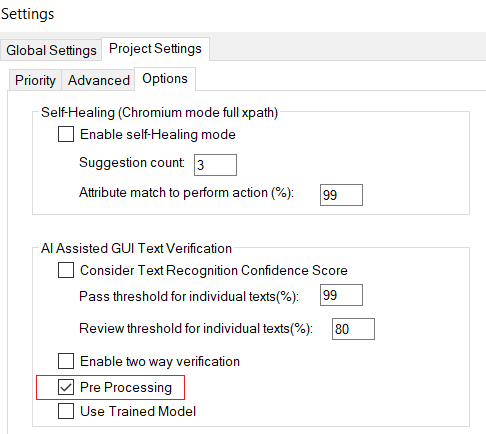 Settings
Global Settings Project Settings
Priority Advanced Options
Self-Healing (Chromium mode full xpath)
Enable self-Healing mode
Suggestion count: 3
Attribute match to perform action (%): 99
AI Assisted GUI Text Verification
Consider Text Recognition Confidence Score
Pass threshold for individual texts(%): 99
Review threshold for individual texts(%): 80
Enable two way verification
Pre Processing
Use Trained Model